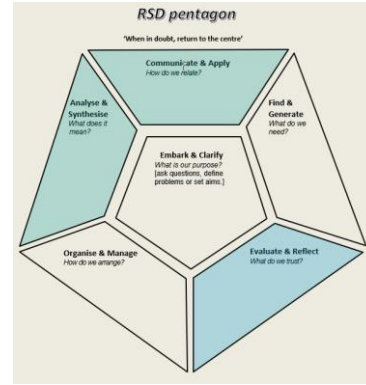 RSD pentagon
'When in doubt, return to the centre'
Communicate & Apply
How do we relate?
Analyse &
Synthesise
What does it
mean?
Find &
Generate
What do we
need?
Embark & Clarify
What is our purpose?
[ask questions, define
problems or set aims.]
Organise & Manage
How do we arrange?
Evaluate & Reflect
What do we trust?